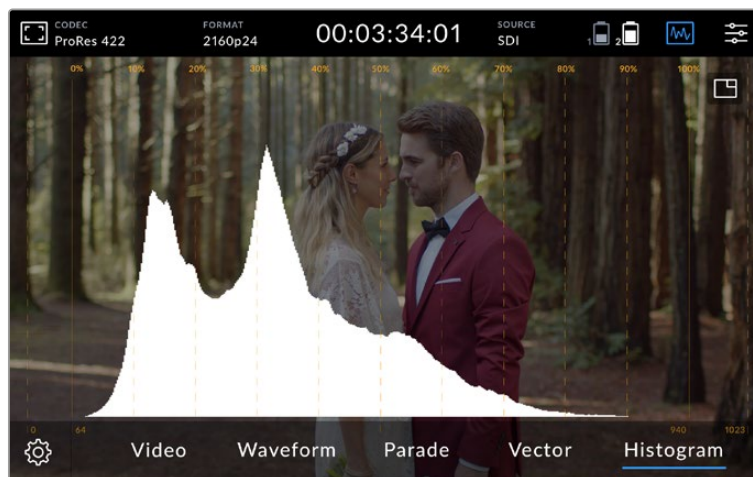 CODEC
ProRes 422
FORMAT
2160p24
00:03:34:01
SOURCE
SDI
1
2
0% 10% 20% 30% 40% 50% 60% 70% 80% 90% 100%
0 64 940 1023
Video Waveform Parade Vector Histogram